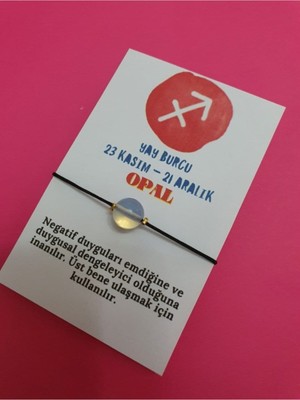 YAY BURCU
23 KASIM – 21 ARALIK
OPAL
Negatif duyguları emdiğine ve
duygusal dengeleyici olduğuna
inanılır. Üst bene ulaşmak için
kullanılır.